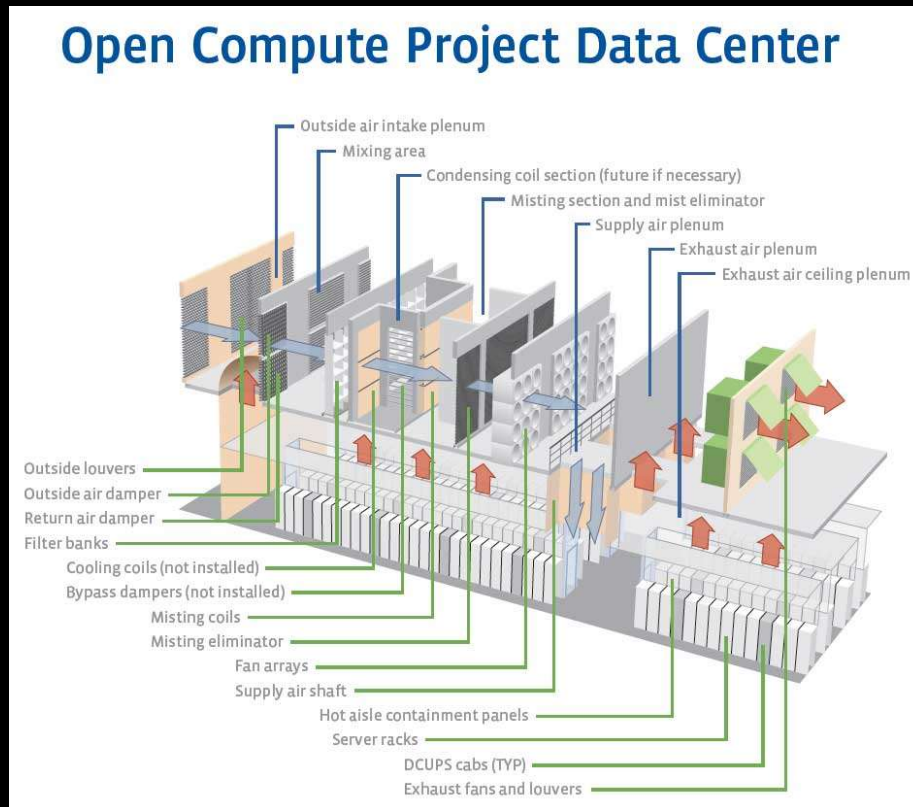 Open Compute Project Data Center
Outside air intake plenum
Mixing area
Condensing coil section (future if necessary)
Misting section and mist eliminator
Supply air plenum
Exhaust air plenum
Exhaust air ceiling plenum
Outside louvers
Outside air damper
Return air damper
Filter banks
Cooling coils (not installed)
Bypass dampers (not installed)
Misting coils
Misting eliminator
Fan arrays
Supply air shaft
Hot aisle containment panels
Server racks
DCUPS cabs (TYP)
Exhaust fans and louvers